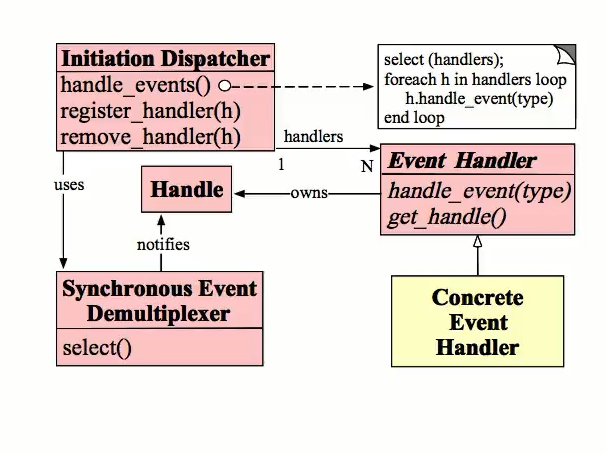 Initiation Dispatcher
handle_events()
register_handler(h)
remove_handler(h)
select (handlers);
foreach h in handlers loop
h.handle_event(type)
end loop
handlers
1
N
uses
Handle
owns
Event Handler
handle_event(type)
get_handle()
notifies
Synchronous Event
Demultiplexer
select()
Concrete
Event
Handler